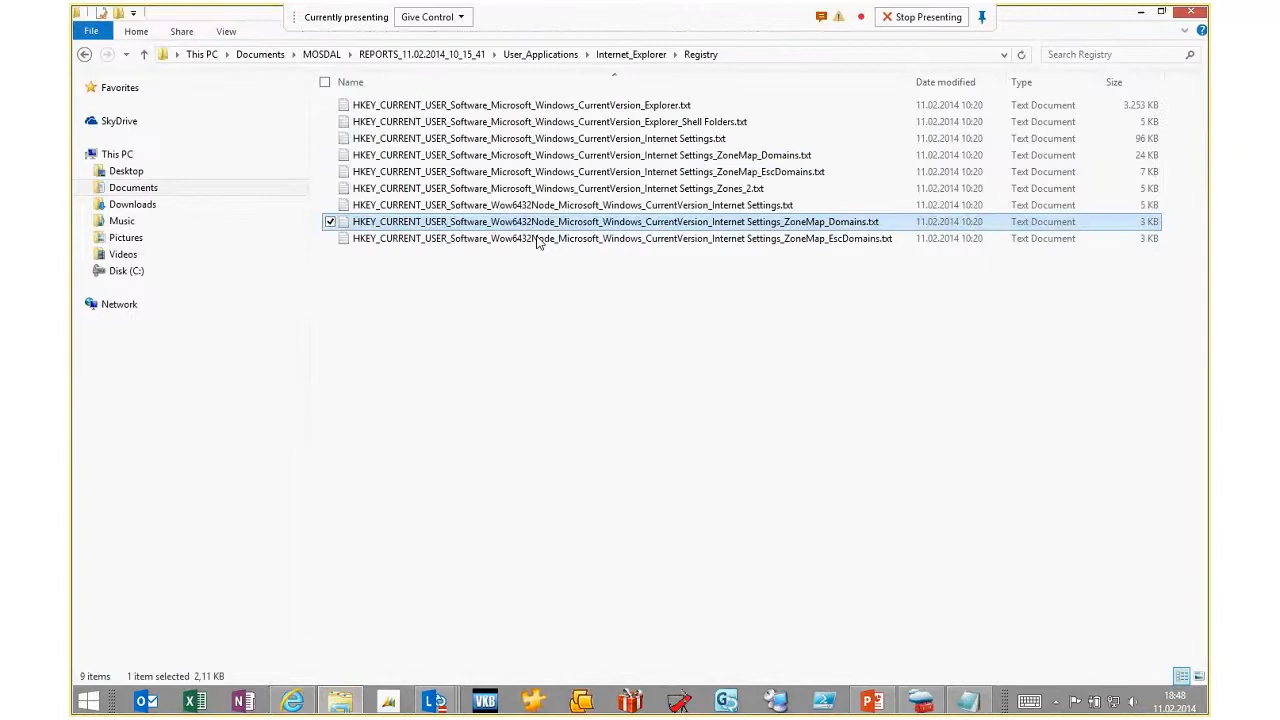 Currently presenting Give Control Stop Presenting
File Home Share View
This PC Documents MOSDAL REPORTS_11.02.2014_10_15_41 User_Applications Internet_Explorer Registry Search Registry
Name Date modified Type Size
Favorites
SkyDrive
This PC
Desktop
Documents
Downloads
Music
Pictures
Videos
Disk (C:)
Network
HKEY_CURRENT_USER_Software_Microsoft_Windows_CurrentVersion_Explorer.txt 11.02.2014 10:20 Text Document 3.253 KB
HKEY_CURRENT_USER_Software_Microsoft_Windows_CurrentVersion_Explorer_Shell Folders.txt 11.02.2014 10:20 Text Document 5 KB
HKEY_CURRENT_USER_Software_Microsoft_Windows_CurrentVersion_Internet Settings.txt 11.02.2014 10:20 Text Document 96 KB
HKEY_CURRENT_USER_Software_Microsoft_Windows_CurrentVersion_Internet Settings_ZoneMap_Domains.txt 11.02.2014 10:20 Text Document 24 KB
HKEY_CURRENT_USER_Software_Microsoft_Windows_CurrentVersion_Internet Settings_ZoneMap_EscDomains.txt 11.02.2014 10:20 Text Document 7 KB
HKEY_CURRENT_USER_Software_Microsoft_Windows_CurrentVersion_Internet Settings_Zones_2.txt 11.02.2014 10:20 Text Document 5 KB
HKEY_CURRENT_USER_Software_Wow6432Node_Microsoft_Windows_CurrentVersion_Internet Settings.txt 11.02.2014 10:20 Text Document 5 KB
HKEY_CURRENT_USER_Software_Wow6432Node_Microsoft_Windows_CurrentVersion_Internet Settings_ZoneMap_Domains.txt 11.02.2014 10:20 Text Document 3 KB
HKEY_CURRENT_USER_Software_Wow6432Node_Microsoft_Windows_CurrentVersion_Internet Settings_ZoneMap_EscDomains.txt 11.02.2014 10:20 Text Document 3 KB
9 items 1 item selected 2,11 KB
VKB
18:48
11.02.2014